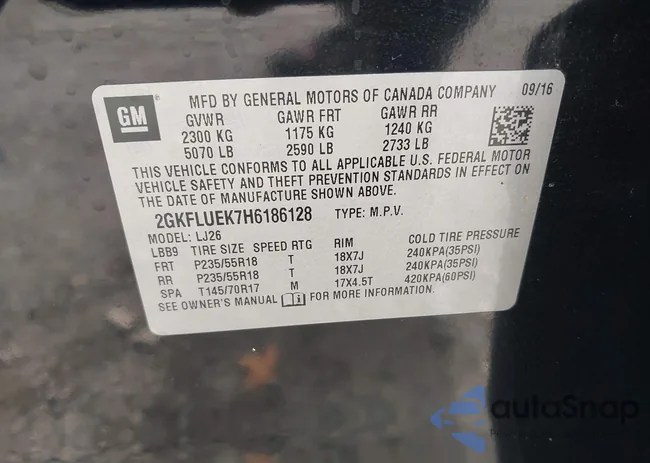 GM
MFD BY GENERAL MOTORS OF CANADA COMPANY 09/16
GVWR GAWR FRT GAWR RR
2300 KG 1175 KG 1240 KG
5070 LB 2590 LB 2733 LB
THIS VEHICLE CONFORMS TO ALL APPLICABLE U.S. FEDERAL MOTOR
VEHICLE SAFETY AND THEFT PREVENTION STANDARDS IN EFFECT ON
THE DATE OF MANUFACTURE SHOWN ABOVE.
2GKFLUEK7H6186128 TYPE: M.P.V.
MODEL: LJ26
LBB9 TIRE SIZE SPEED RTG RIM COLD TIRE PRESSURE
FRT P235/55R18 T 18X7J 240KPA(35PSI)
RR P235/55R18 T 18X7J 240KPA(35PSI)
SPA T145/70R17 M 17X4.5T 420KPA(60PSI)
SEE OWNER'S MANUAL FOR MORE INFORMATION.
autoSnap